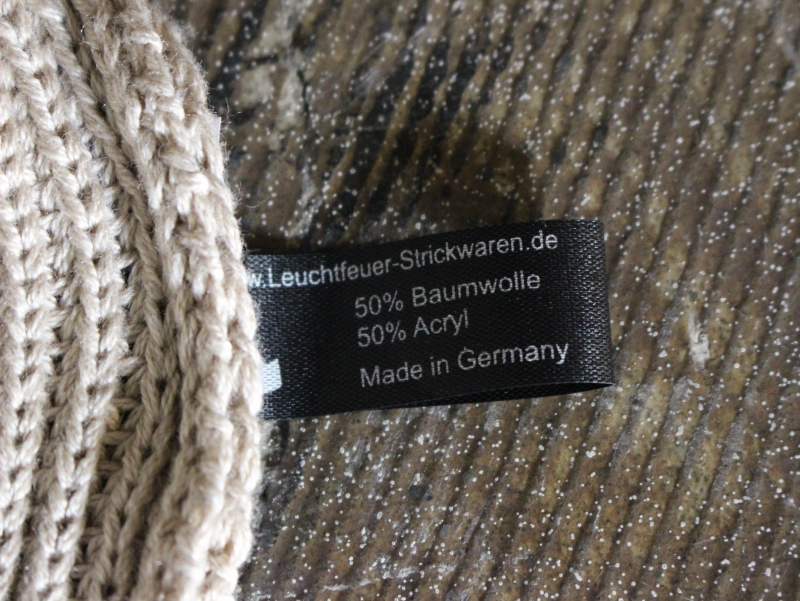 w.Leuchtfeuer-Strickwaren.de
50% Baumwolle
50% Acryl
Made in Germany